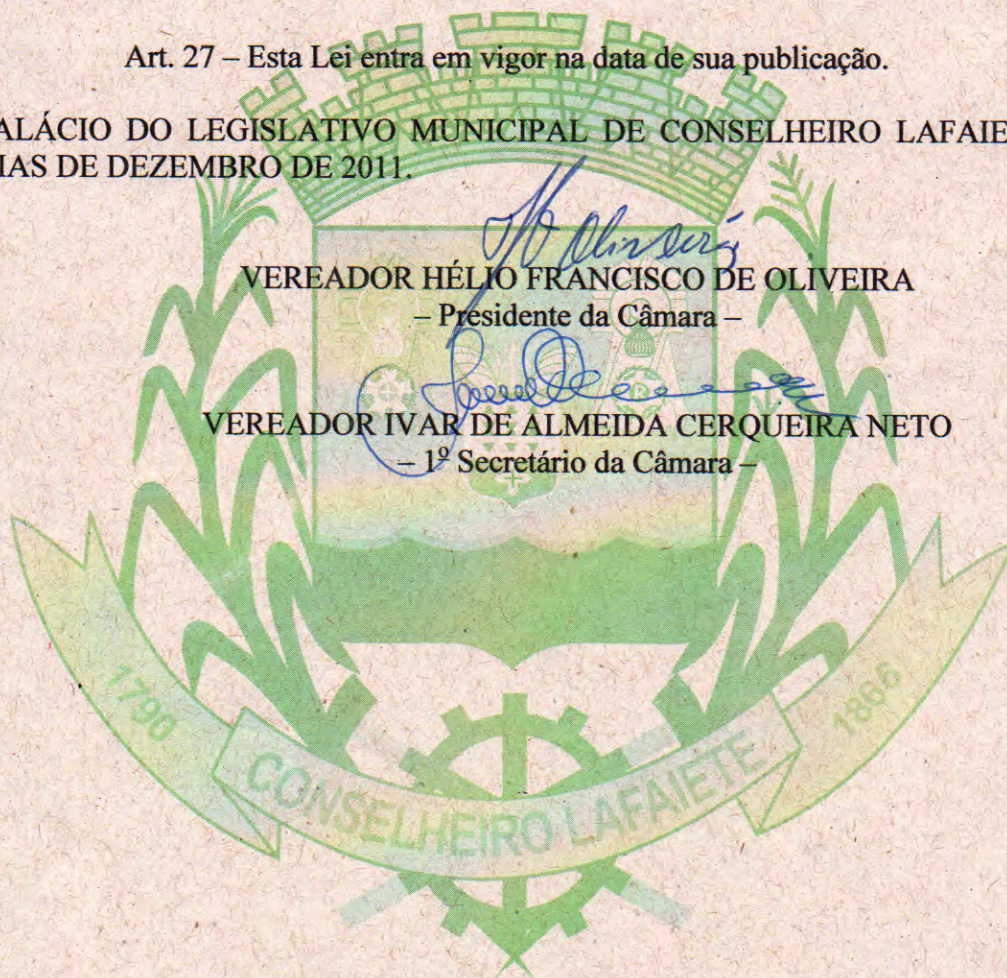 Art. 27 – Esta Lei entra em vigor na data de sua publicação.
ALÁCIO DO LEGISLATIVO MUNICIPAL DE CONSELHEIRO LAFAIE
IAS DE DEZEMBRO DE 2011.
VEREADOR HÉLIO FRANCISCO DE OLIVEIRA
– Presidente da Câmara –
VEREADOR IVAR DE ALMEIDA CERQUEIRA NETO
– 1º Secretário da Câmara –
1790
CONSELHEIRO LAFAIETE
1866